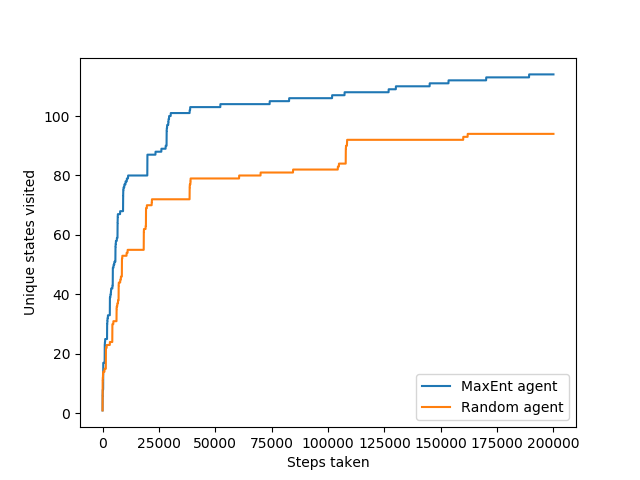 100
80
60
40
20
0
Unique states visited
0 25000 50000 75000 100000 125000 150000 175000 200000
Steps taken
MaxEnt agent
Random agent